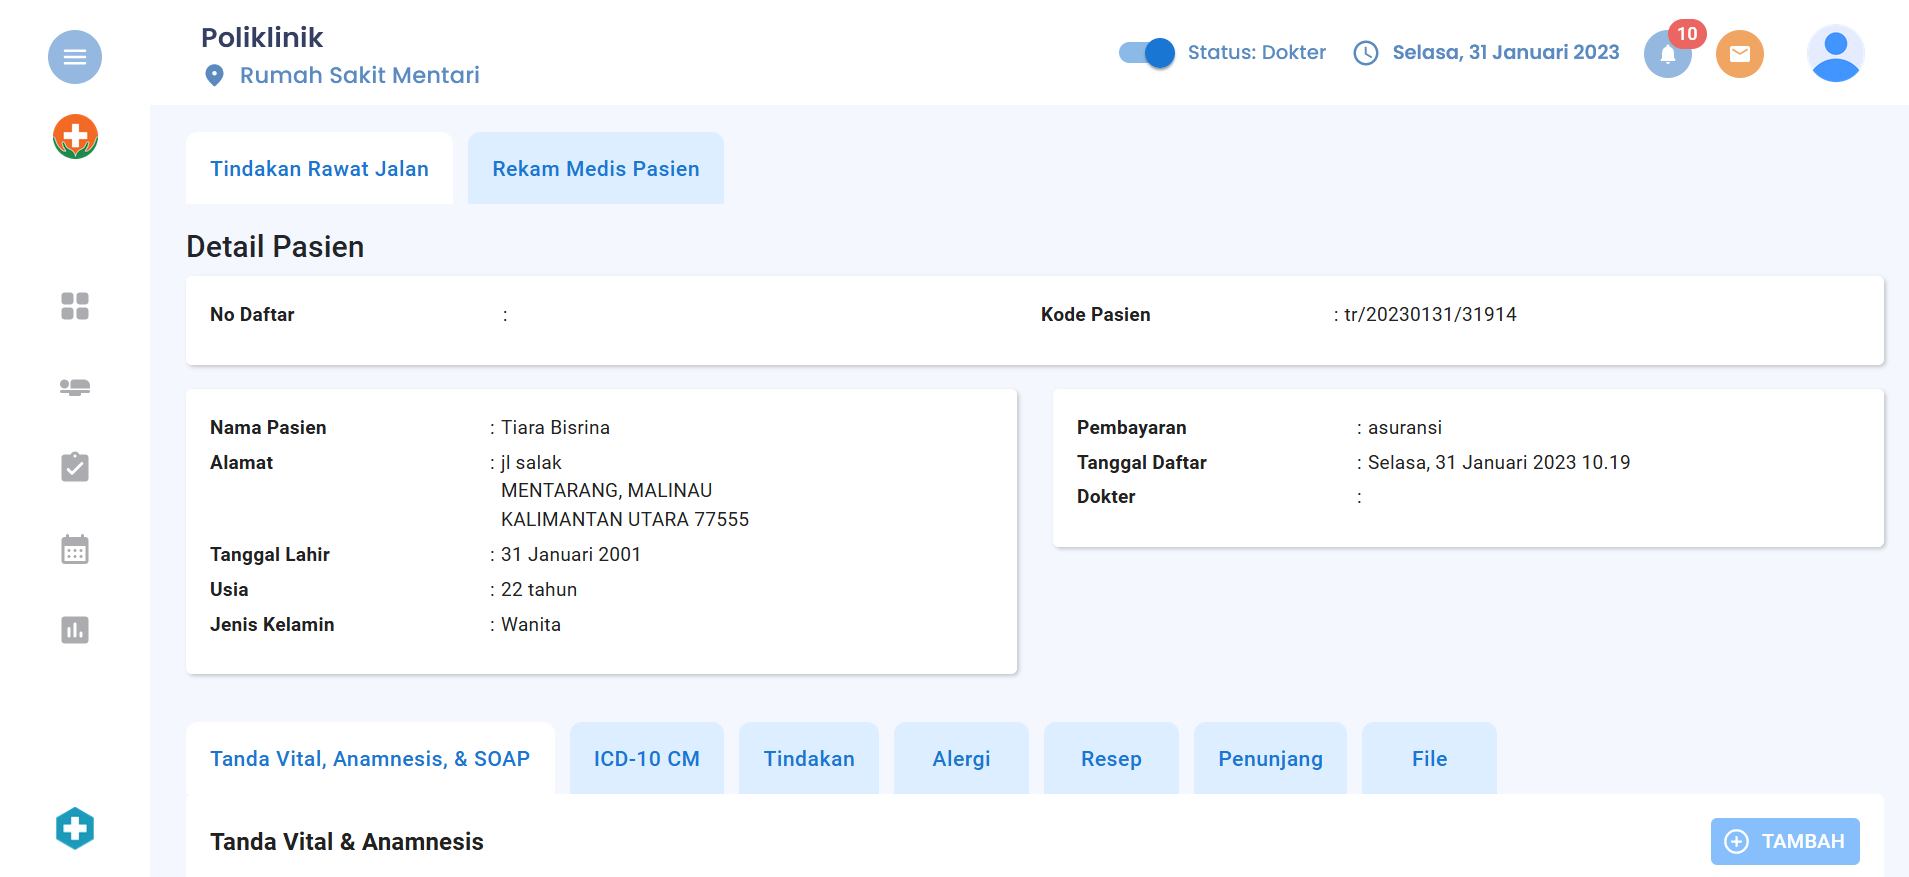 Poliklinik
Rumah Sakit Mentari
Status: Dokter
Selasa, 31 Januari 2023
10
Tindakan Rawat Jalan
Rekam Medis Pasien
Detail Pasien
No Daftar :
Kode Pasien : tr/20230131/31914
Nama Pasien : Tiara Bisrina
Alamat : jl salak
MENTARANG, MALINAU
KALIMANTAN UTARA 77555
Tanggal Lahir : 31 Januari 2001
Usia : 22 tahun
Jenis Kelamin : Wanita
Pembayaran : asuransi
Tanggal Daftar : Selasa, 31 Januari 2023 10.19
Dokter :
Tanda Vital, Anamnesis, & SOAP
ICD-10 CM
Tindakan
Alergi
Resep
Penunjang
File
Tanda Vital & Anamnesis
TAMBAH